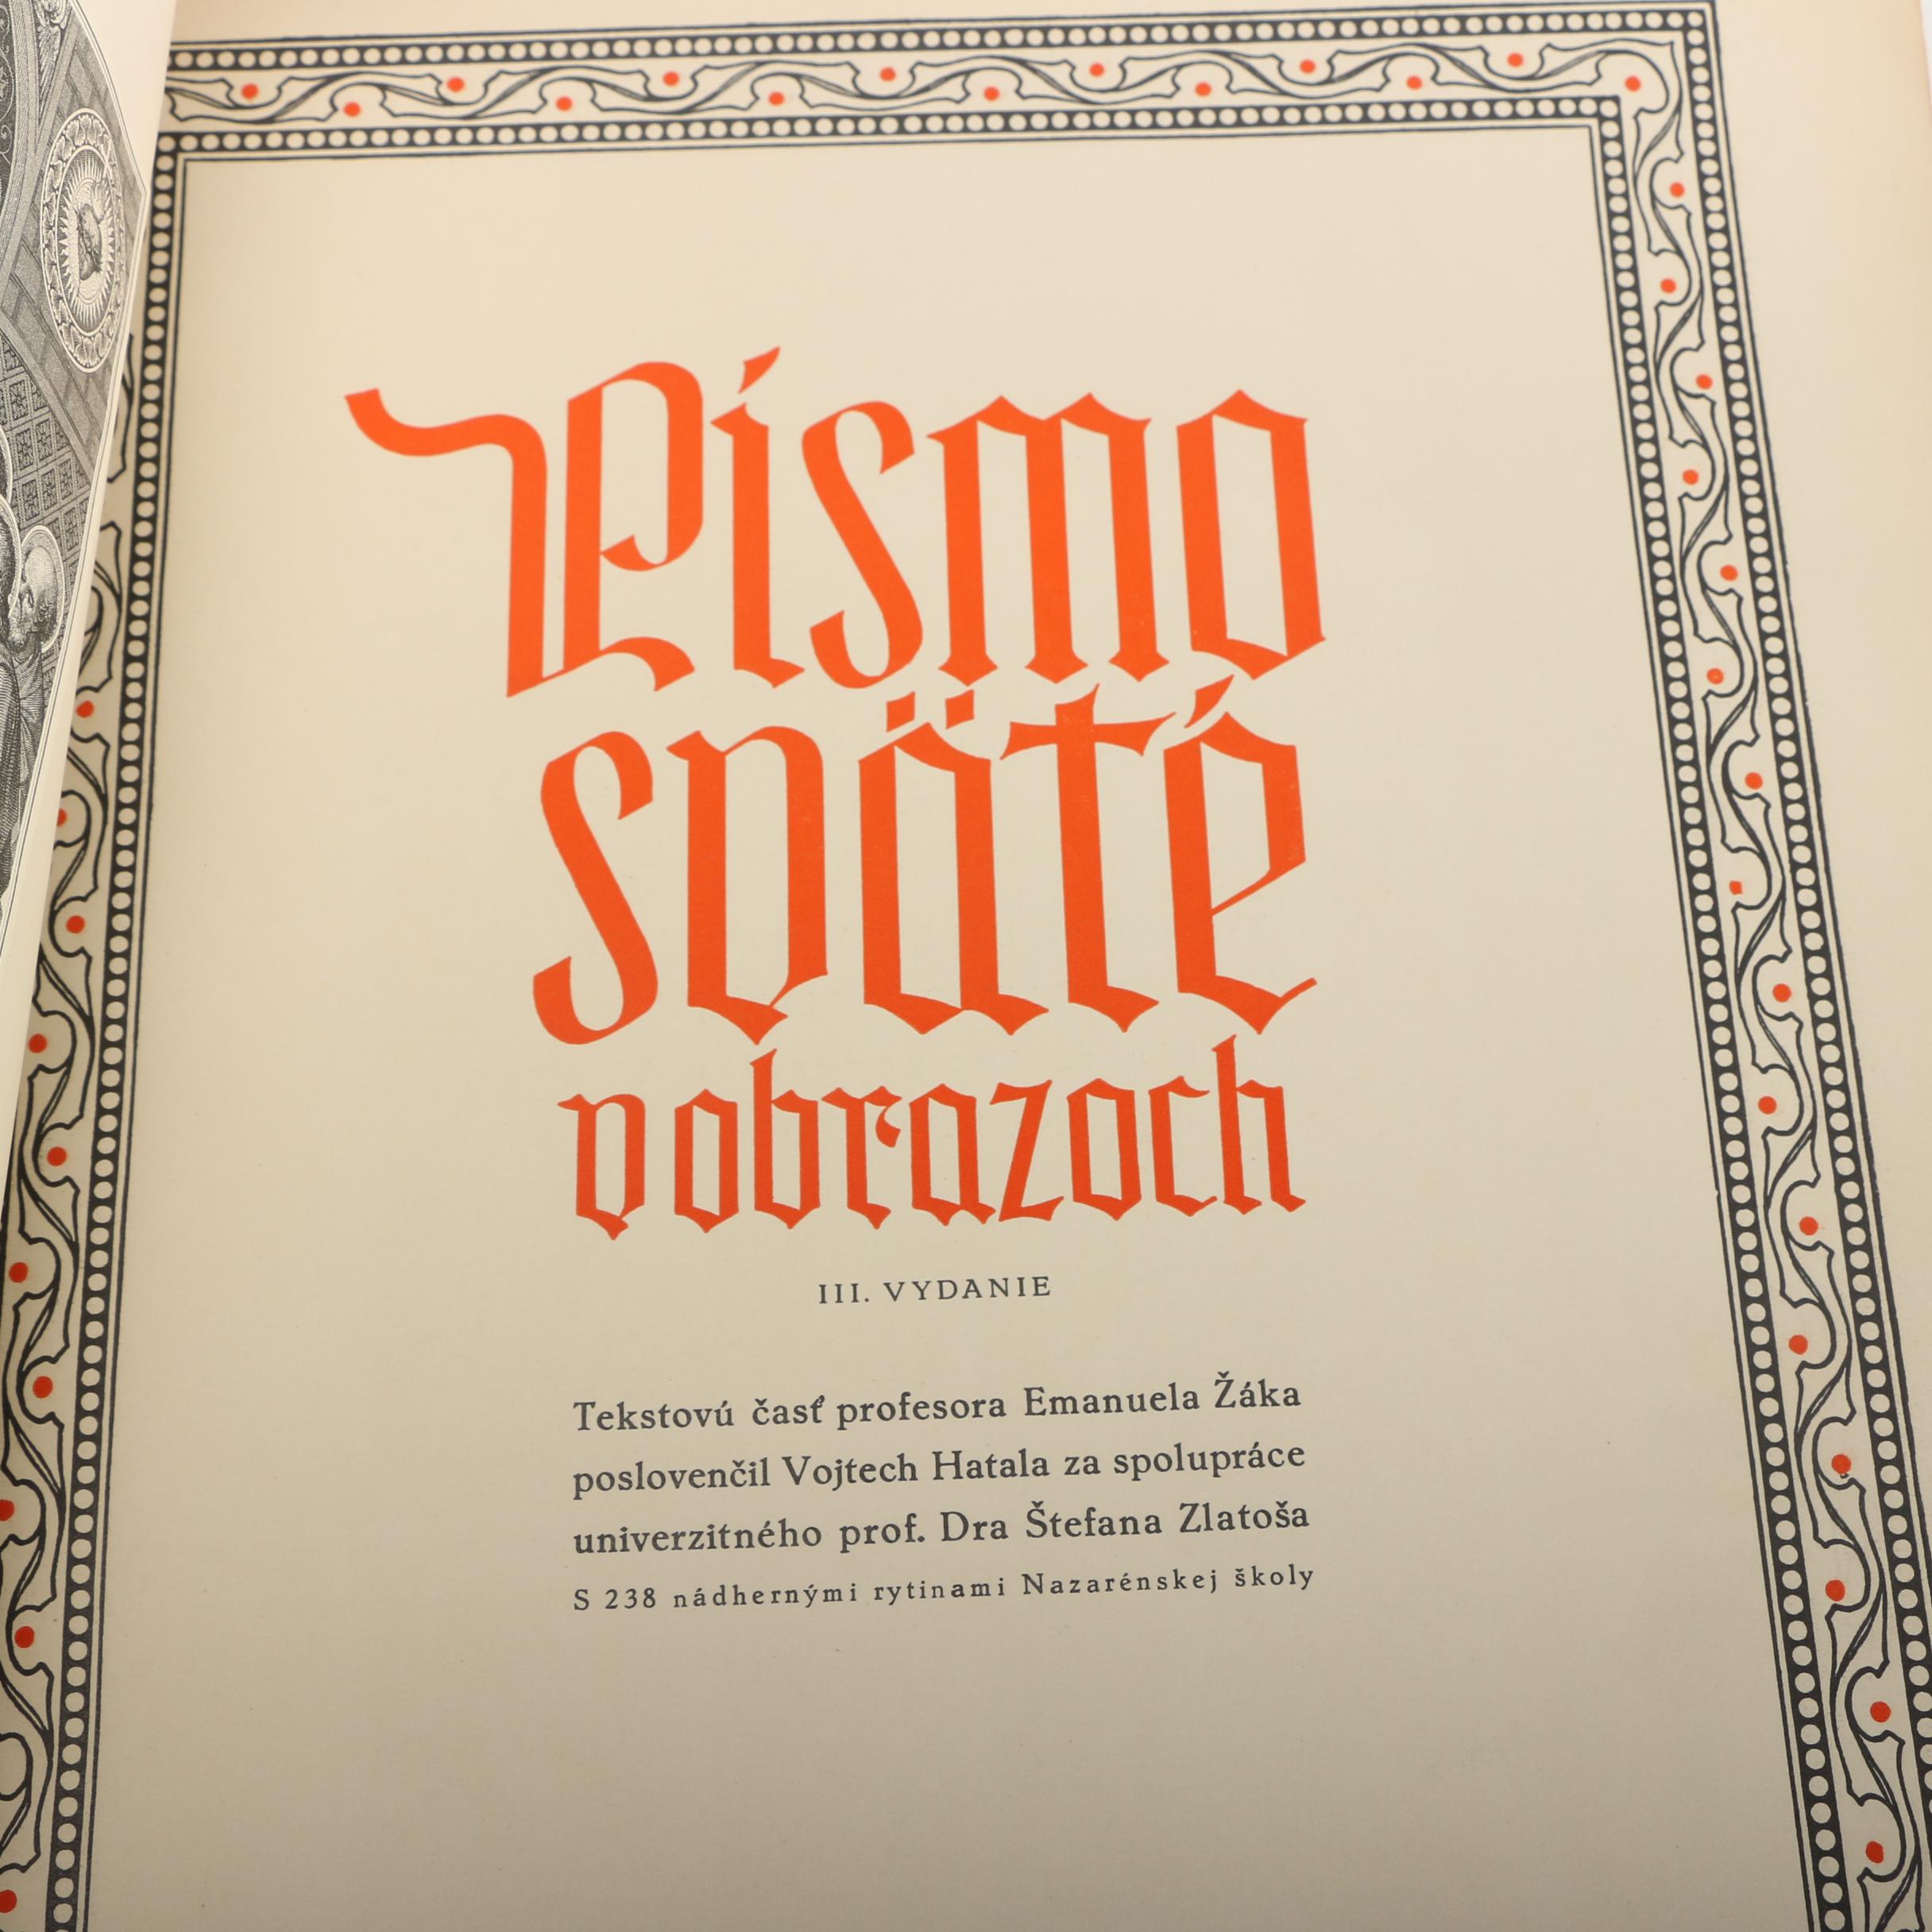 Písmo
sväté
v obrazoch
III. VYDANIE
Tekstovú časť profesora Emanuela Žáka
poslovenčil Vojtech Hatala za spolupráce
univerzitného prof. Dra Štefana Zlatoša
S 238 nádhernými rytinami Nazarénskej školy